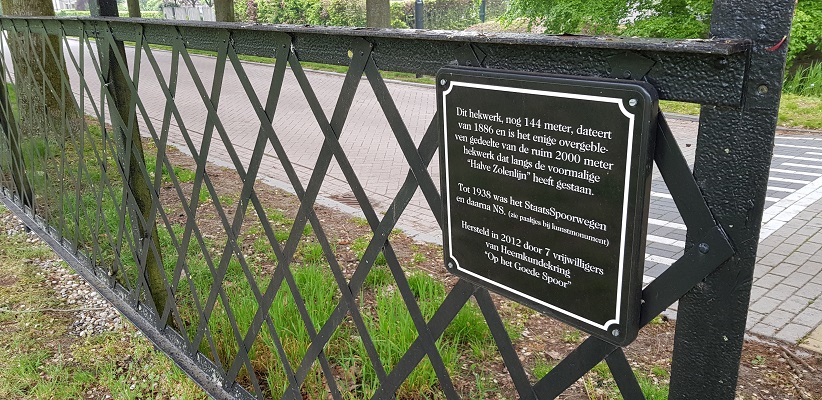 Dit hekwerk, nog 144 meter, dateert
van 1886 en is het enige overgeble-
ven gedeelte van de ruim 2000 meter
hekwerk dat langs de voormalige
"Halve Zolenlijn" heeft gestaan.
Tot 1938 was het StaatsSpoorwegen
en daarna NS. (zie paaltjes bij kunstmonument)
Hersteld in 2012 door 7 vrijwilligers
van Heemkundekring
"Op het Goede Spoor"